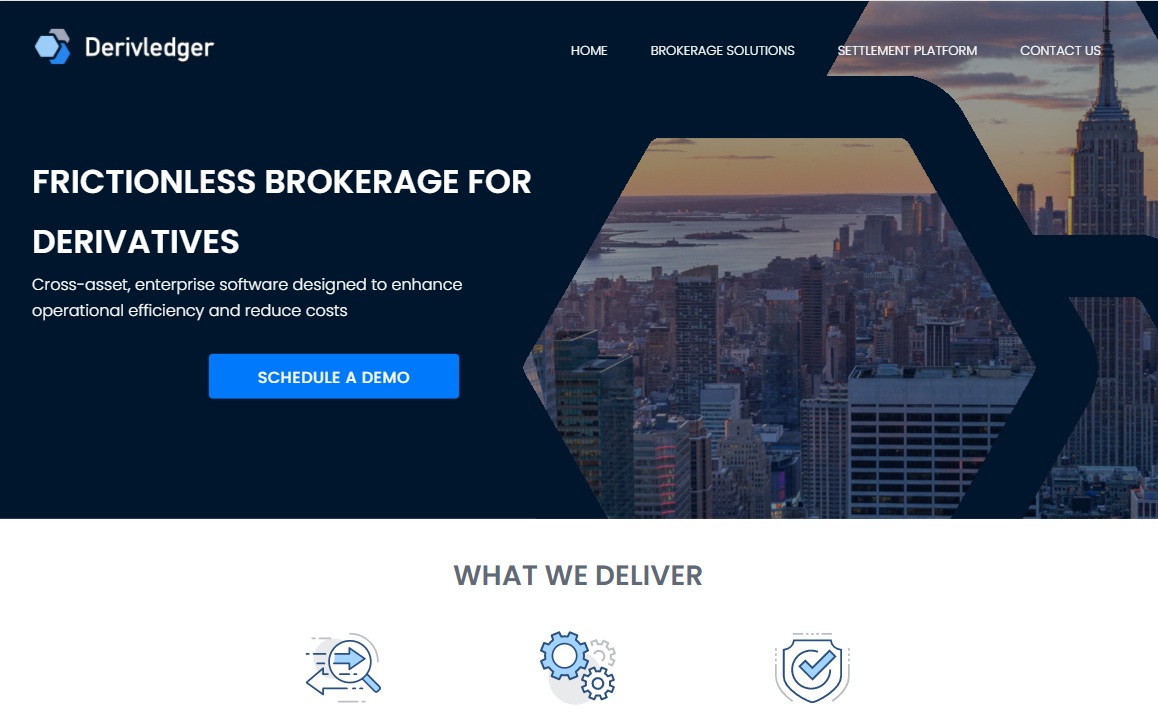 Derivledger
HOME
BROKERAGE SOLUTIONS
SETTLEMENT PLATFORM
CONTACT US
FRICTIONLESS BROKERAGE FOR
DERIVATIVES
Cross-asset, enterprise software designed to enhance
operational efficiency and reduce costs
SCHEDULE A DEMO
WHAT WE DELIVER